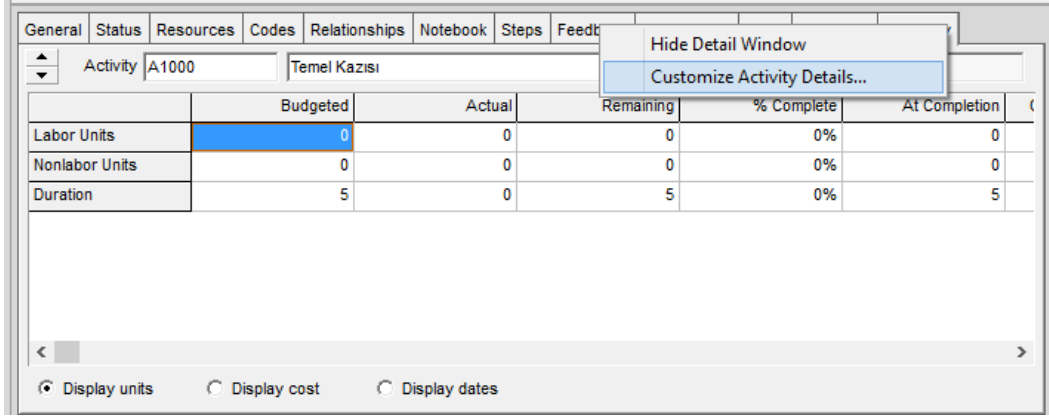 General Status Resources Codes Relationships Notebook Steps
Hide Detail Window
Customize Activity Details...
Activity A1000 Temel Kazısı
Budgeted Actual Remaining % Complete At Completion
Labor Units 0 0 0 0% 0
Nonlabor Units 0 0 0 0% 0
Duration 5 0 5 0% 5
Display units Display cost Display dates